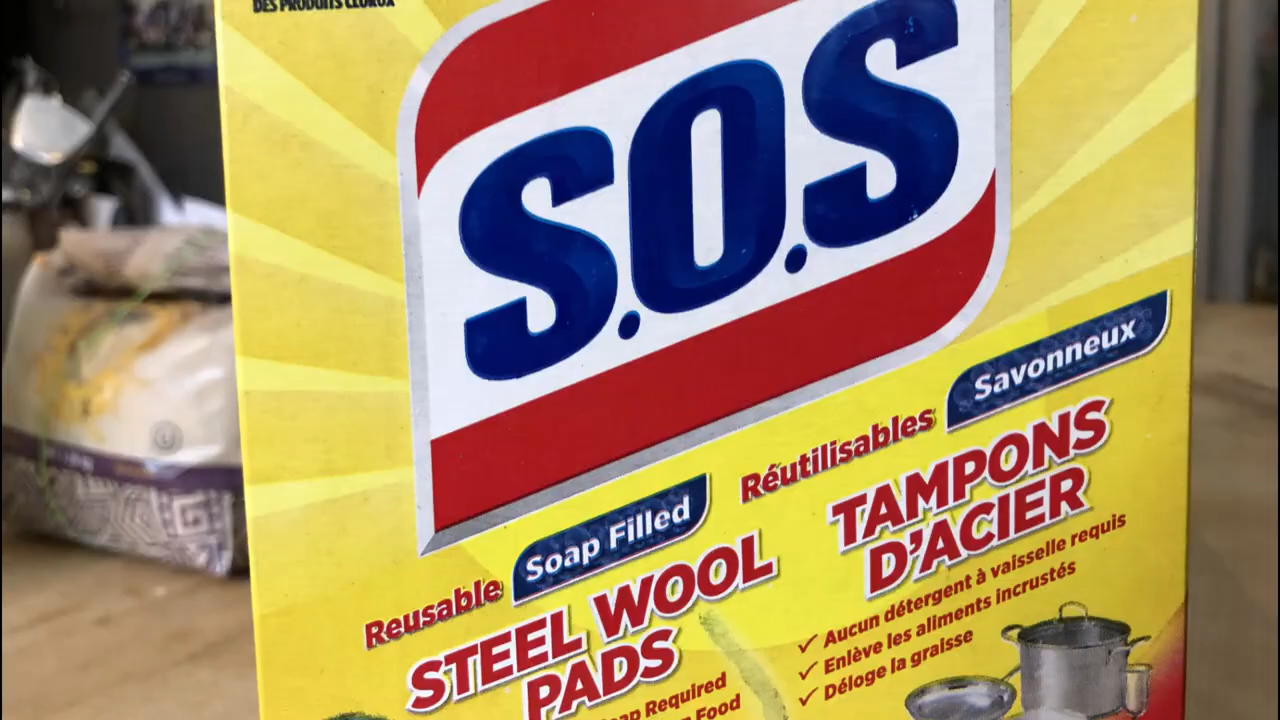 DES PRODUITS CLOROX
S.O.S
Reusable Soap Filled
STEEL WOOL
PADS
Required
Food
Réutilisables Savonneux
TAMPONS
D'ACIER
✓ Aucun détergent à vaisselle requis
✓ Enlève les aliments incrustés
✓ Déloge la graisse